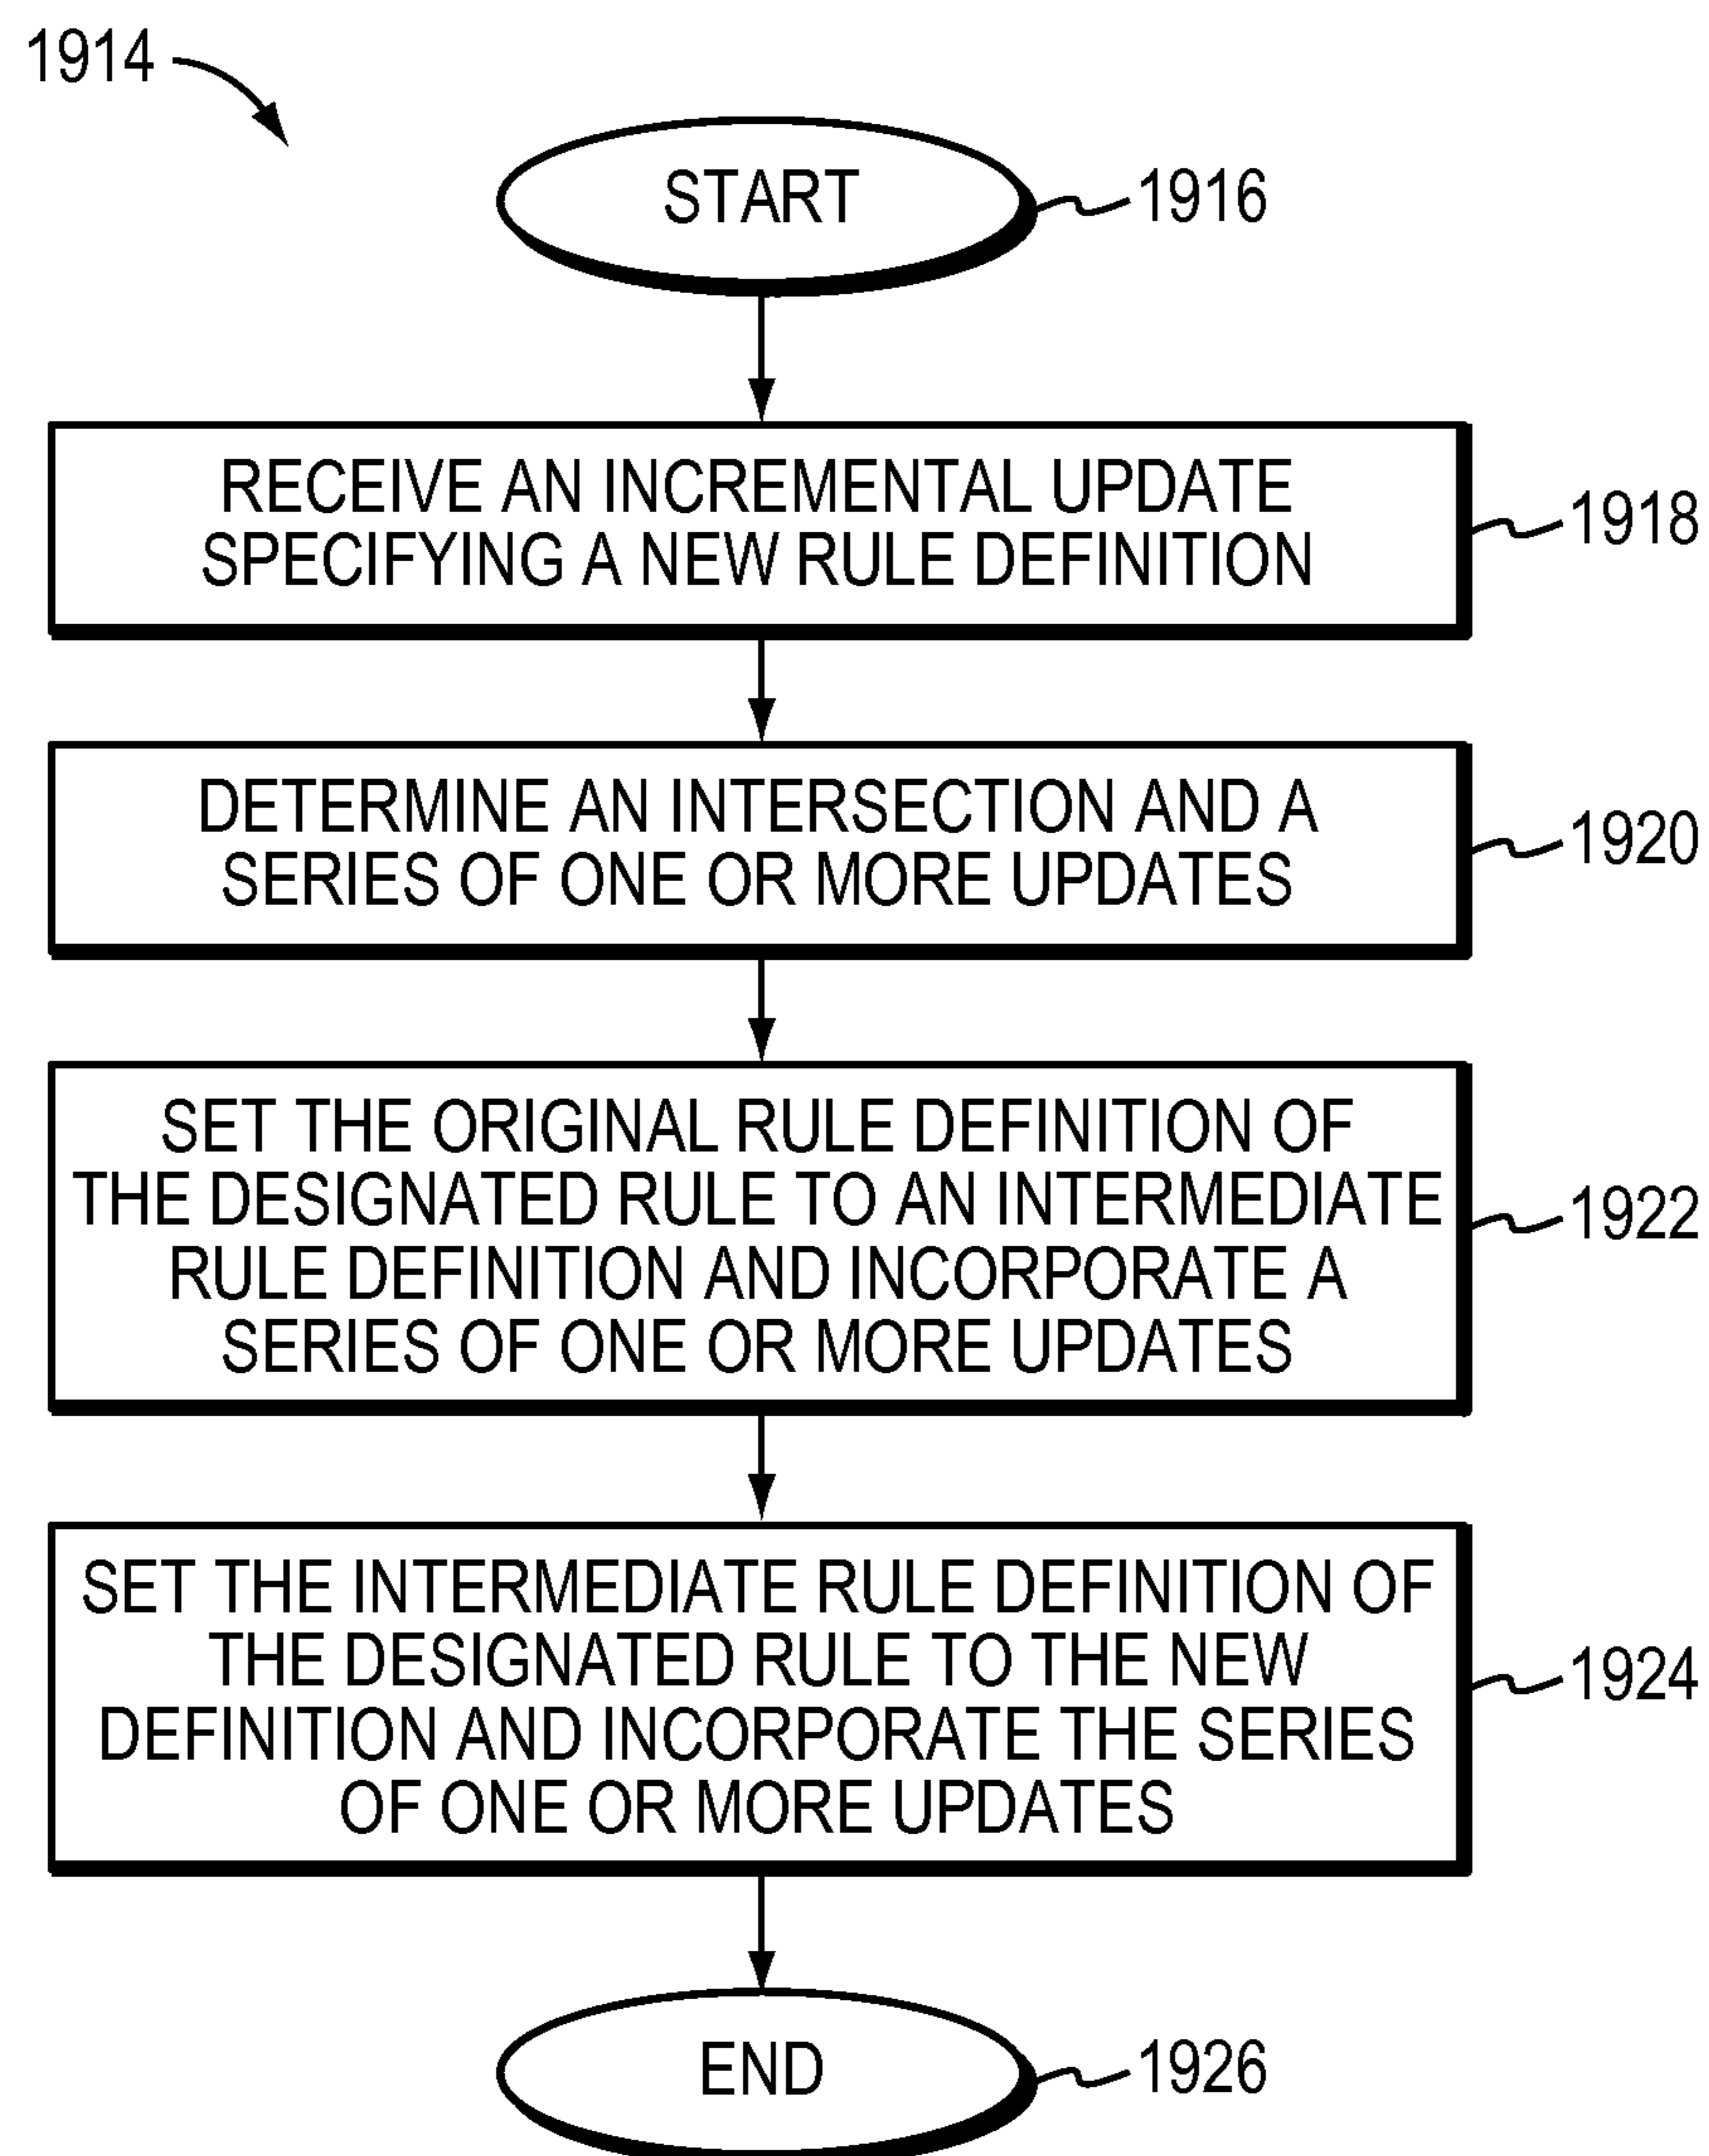 1914
START
1916
RECEIVE AN INCREMENTAL UPDATE
SPECIFYING A NEW RULE DEFINITION
1918
DETERMINE AN INTERSECTION AND A
SERIES OF ONE OR MORE UPDATES
1920
SET THE ORIGINAL RULE DEFINITION OF
THE DESIGNATED RULE TO AN INTERMEDIATE
RULE DEFINITION AND INCORPORATE A
SERIES OF ONE OR MORE UPDATES
1922
SET THE INTERMEDIATE RULE DEFINITION OF
THE DESIGNATED RULE TO THE NEW
DEFINITION AND INCORPORATE THE SERIES
OF ONE OR MORE UPDATES
1924
END
1926